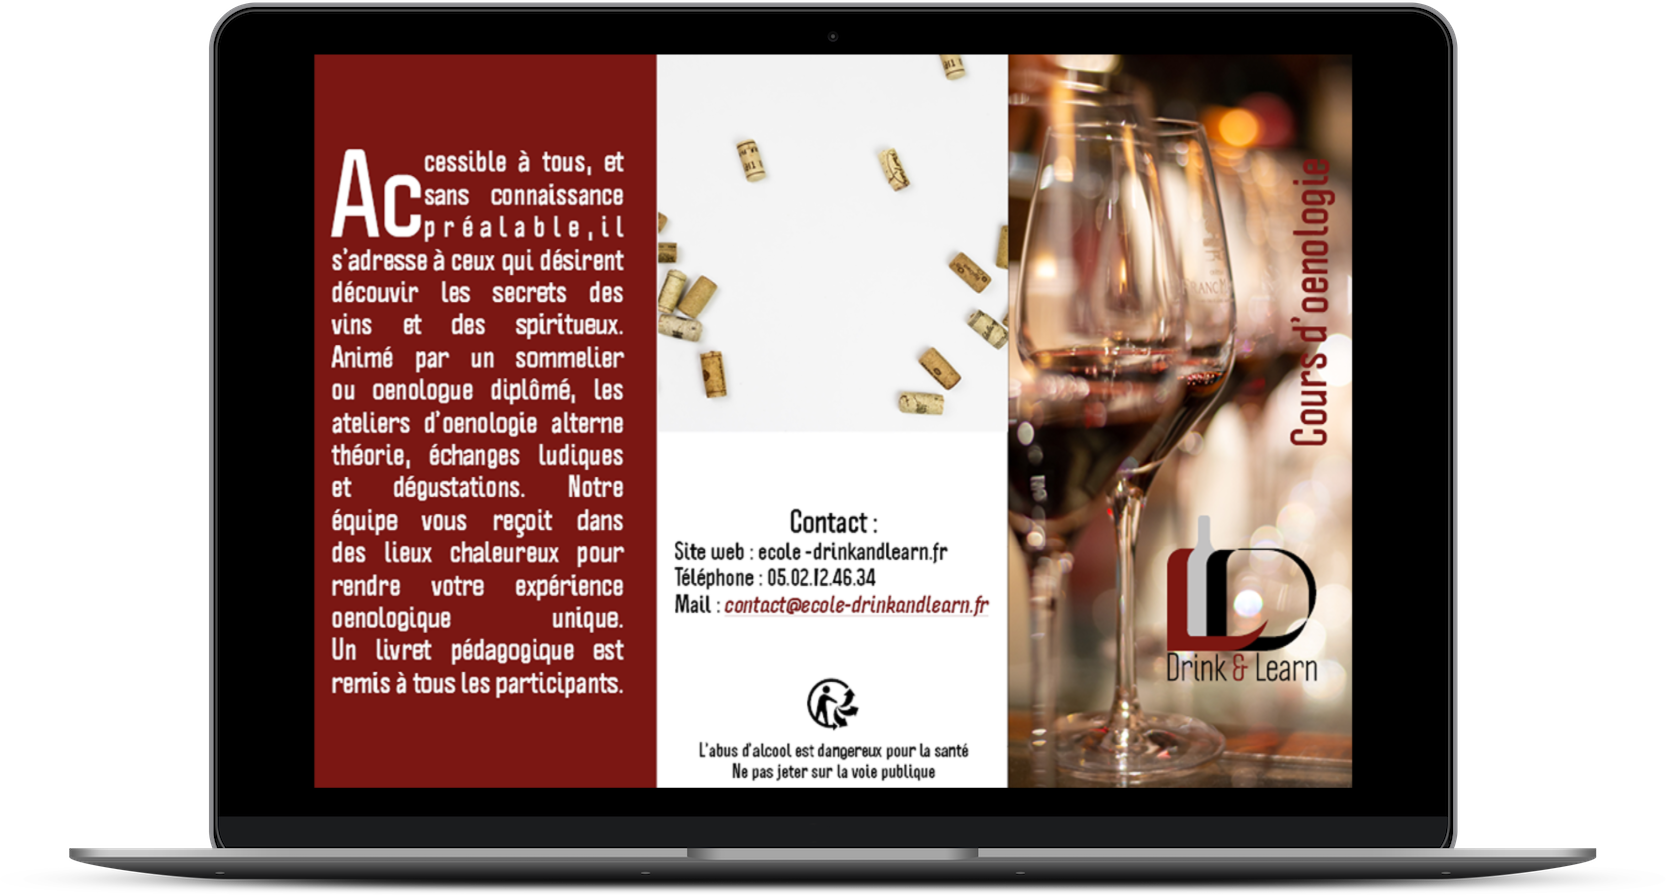 Accessible à tous, et
sans connaissance
préalable,il
s'adresse à ceux qui désirent
découvir les secrets des
vins et des spiritueux.
Animé par un sommelier
ou oenologue diplômé, les
ateliers d'oenologie alterne
théorie, échanges ludiques
et dégustations. Notre
équipe vous reçoit dans
des lieux chaleureux pour
rendre votre expérience
oenologique unique.
Un livret pédagogique est
remis à tous les participants.
Contact :
Site web : ecole -drinkandlearn.fr
Téléphone : 05.02.12.46.34
Mail : contact@ecole-drinkandlearn.fr
L'abus d'alcool est dangereux pour la santé
Ne pas jeter sur la voie publique
Cours d'oenologie
Drink & Learn